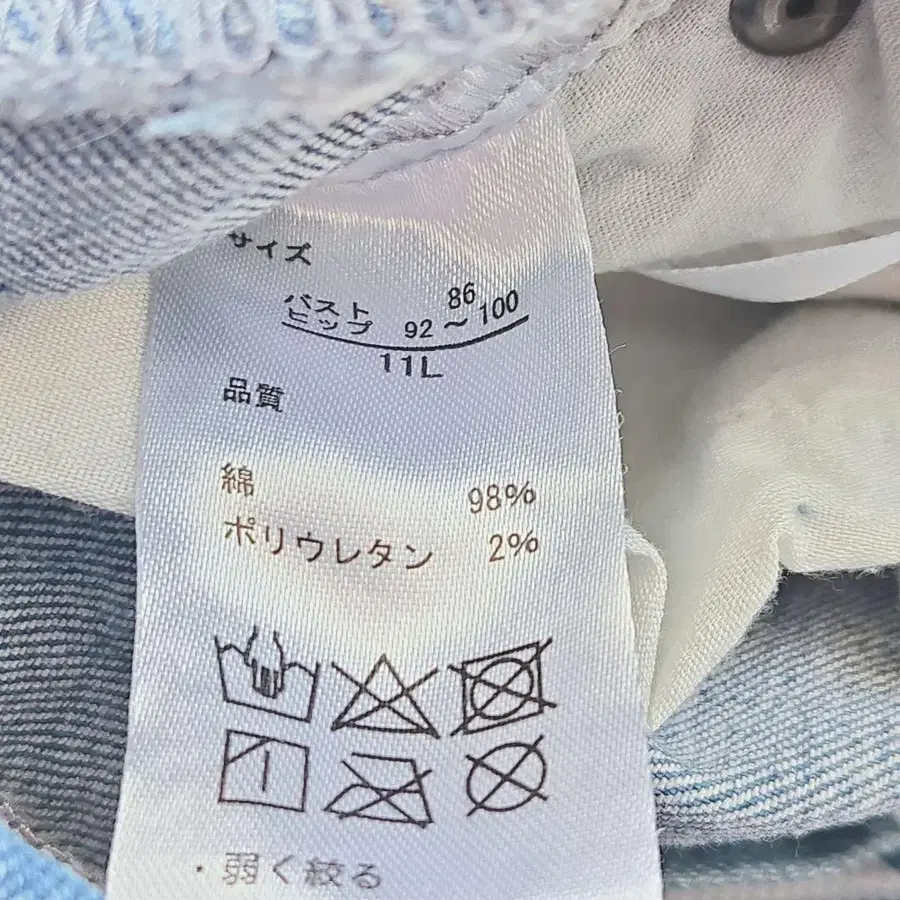 サイズ
バスト 86
ヒップ 92～100
11L
品質
綿 98%
ポリウレタン 2%
・弱く絞る